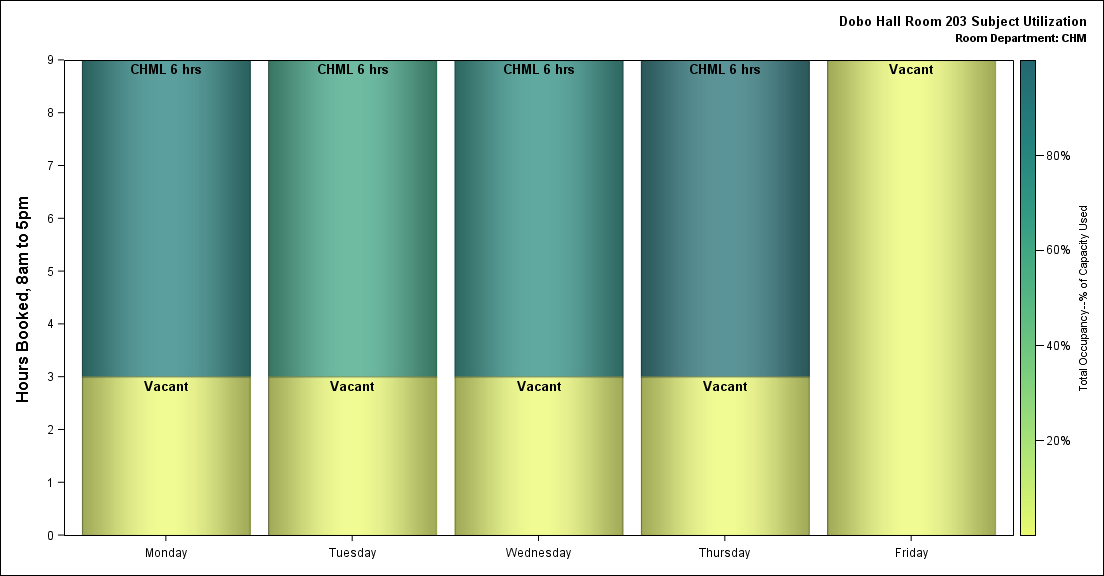 Dobo Hall Room 203 Subject Utilization
Room Department: CHM
Hours Booked, 8am to 5pm
9
8
7
6
5
4
3
2
1
0
CHML 6 hrs
CHML 6 hrs
CHML 6 hrs
CHML 6 hrs
Vacant
Vacant
Vacant
Vacant
Vacant
Monday
Tuesday
Wednesday
Thursday
Friday
80%
60%
40%
20%
Total Occupancy--% of Capacity Used